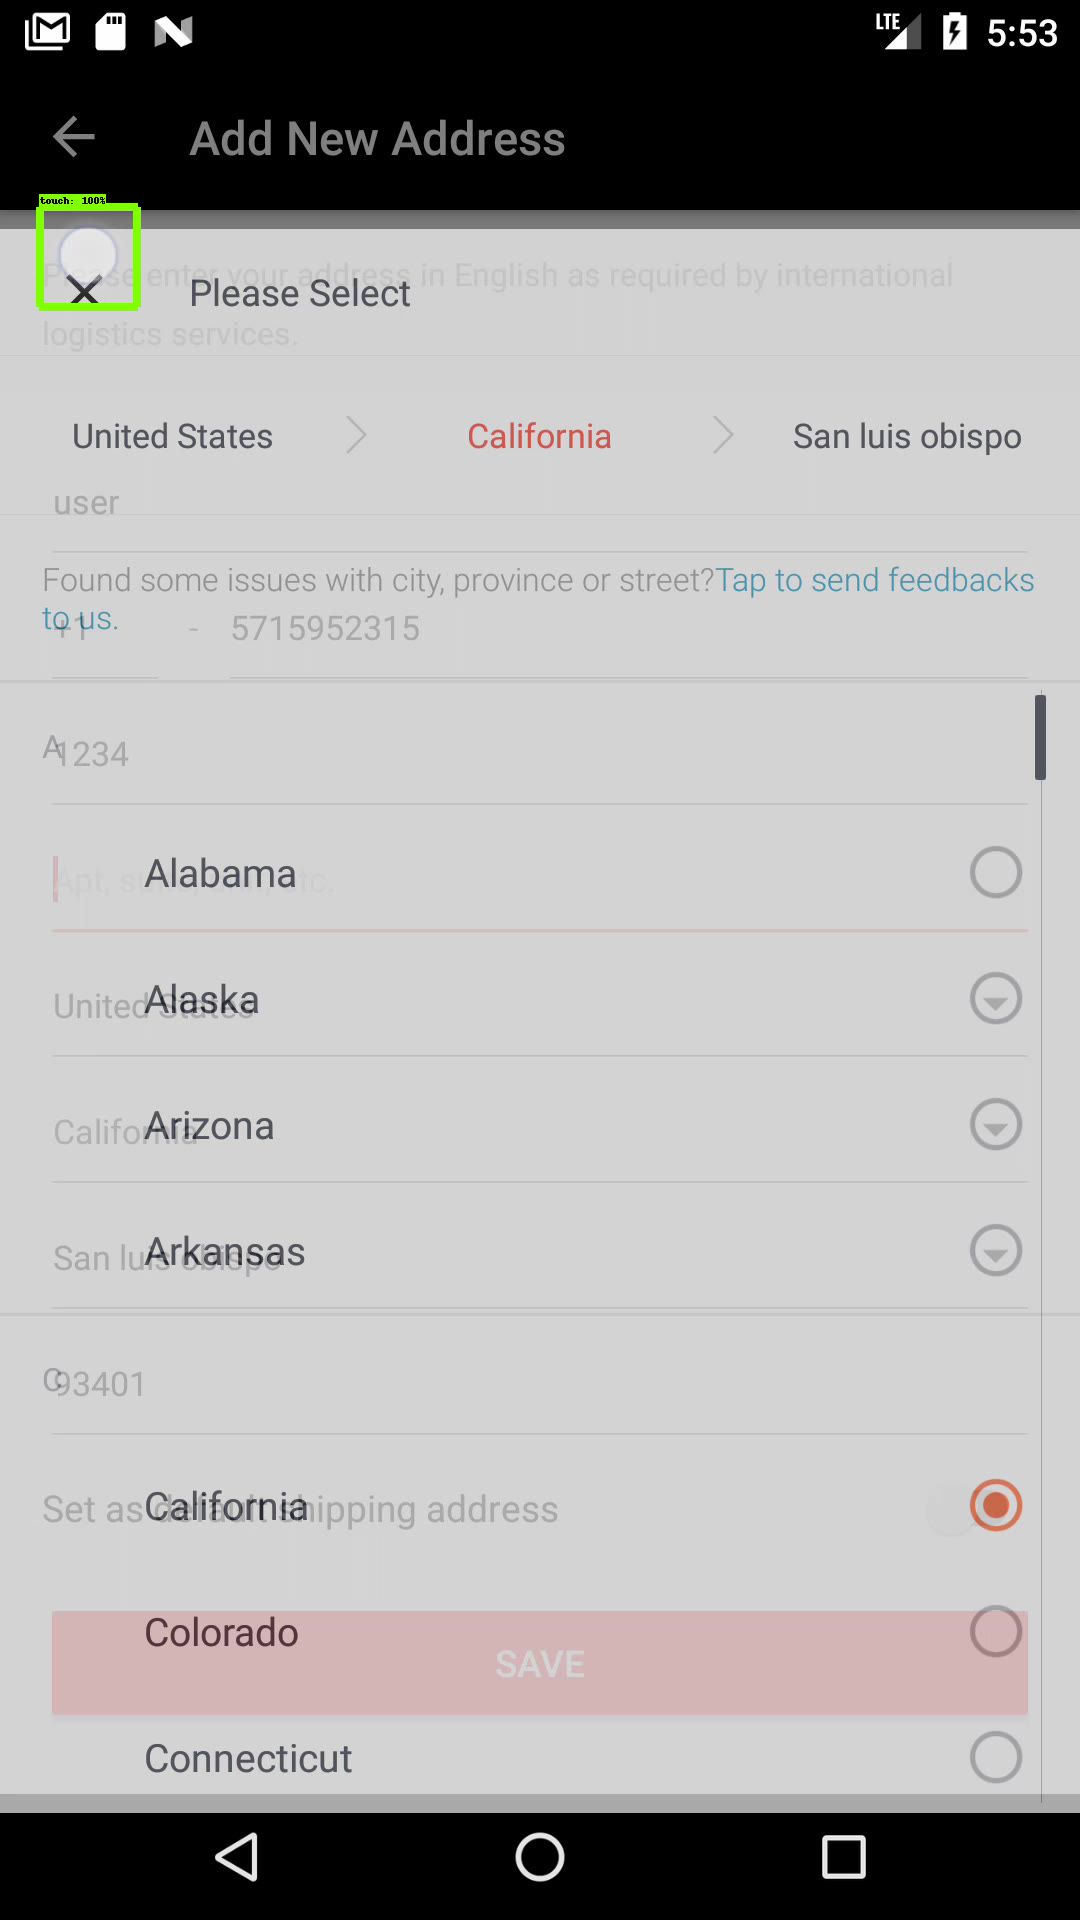 LTE 5:53
Add New Address
touch: 100%
Please enter your address in English as required by international
Please Select
logistics services.
United States
California
San luis obispo
user
Found some issues with city, province or street?Tap to send feedbacks
to us.
+1 - 5715952315
A
1234
Alabama
Apt, suite, unit, etc.
Alaska
United States
Arizona
California
Arkansas
San luis obispo
C
93401
California
Set as default shipping address
Colorado
SAVE
Connecticut